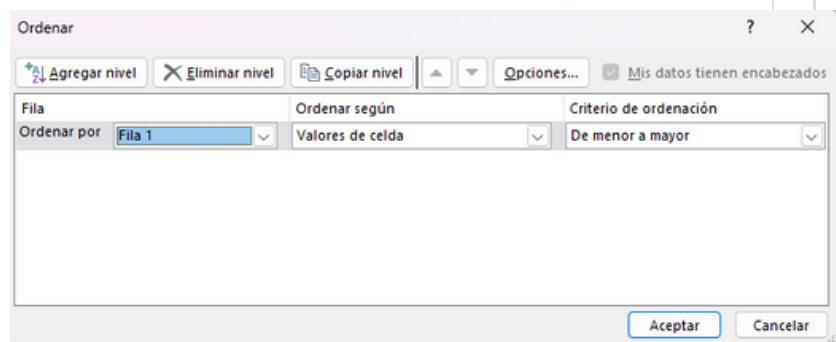 Ordenar ?
Agregar nivel Eliminar nivel Copiar nivel Opciones... Mis datos tienen encabezados
Fila Ordenar según Criterio de ordenación
Ordenar por Fila 1 Valores de celda De menor a mayor
Aceptar Cancelar